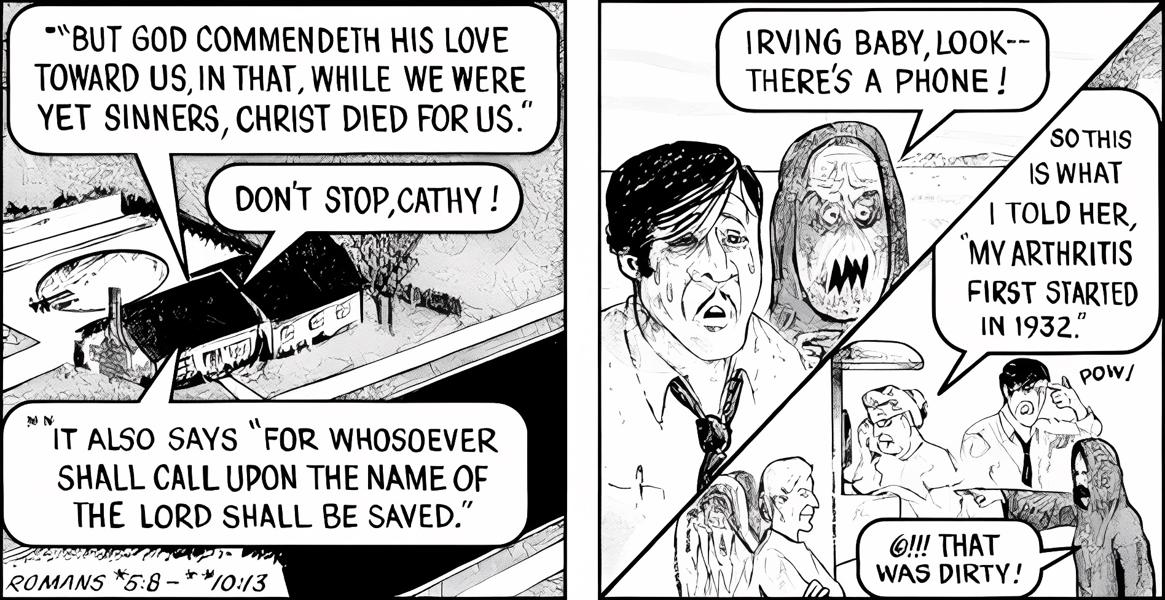 *"BUT GOD COMMENDETH HIS LOVE
TOWARD US, IN THAT, WHILE WE WERE
YET SINNERS, CHRIST DIED FOR US."
DON'T STOP, CATHY!
**IT ALSO SAYS "FOR WHOSOEVER
SHALL CALL UPON THE NAME OF
THE LORD SHALL BE SAVED."
ROMANS *5:8 - **10:13
IRVING BABY, LOOK--
THERE'S A PHONE!
SO THIS
IS WHAT
I TOLD HER,
"MY ARTHRITIS
FIRST STARTED
IN 1932."
POW!
@!!! THAT
WAS DIRTY!